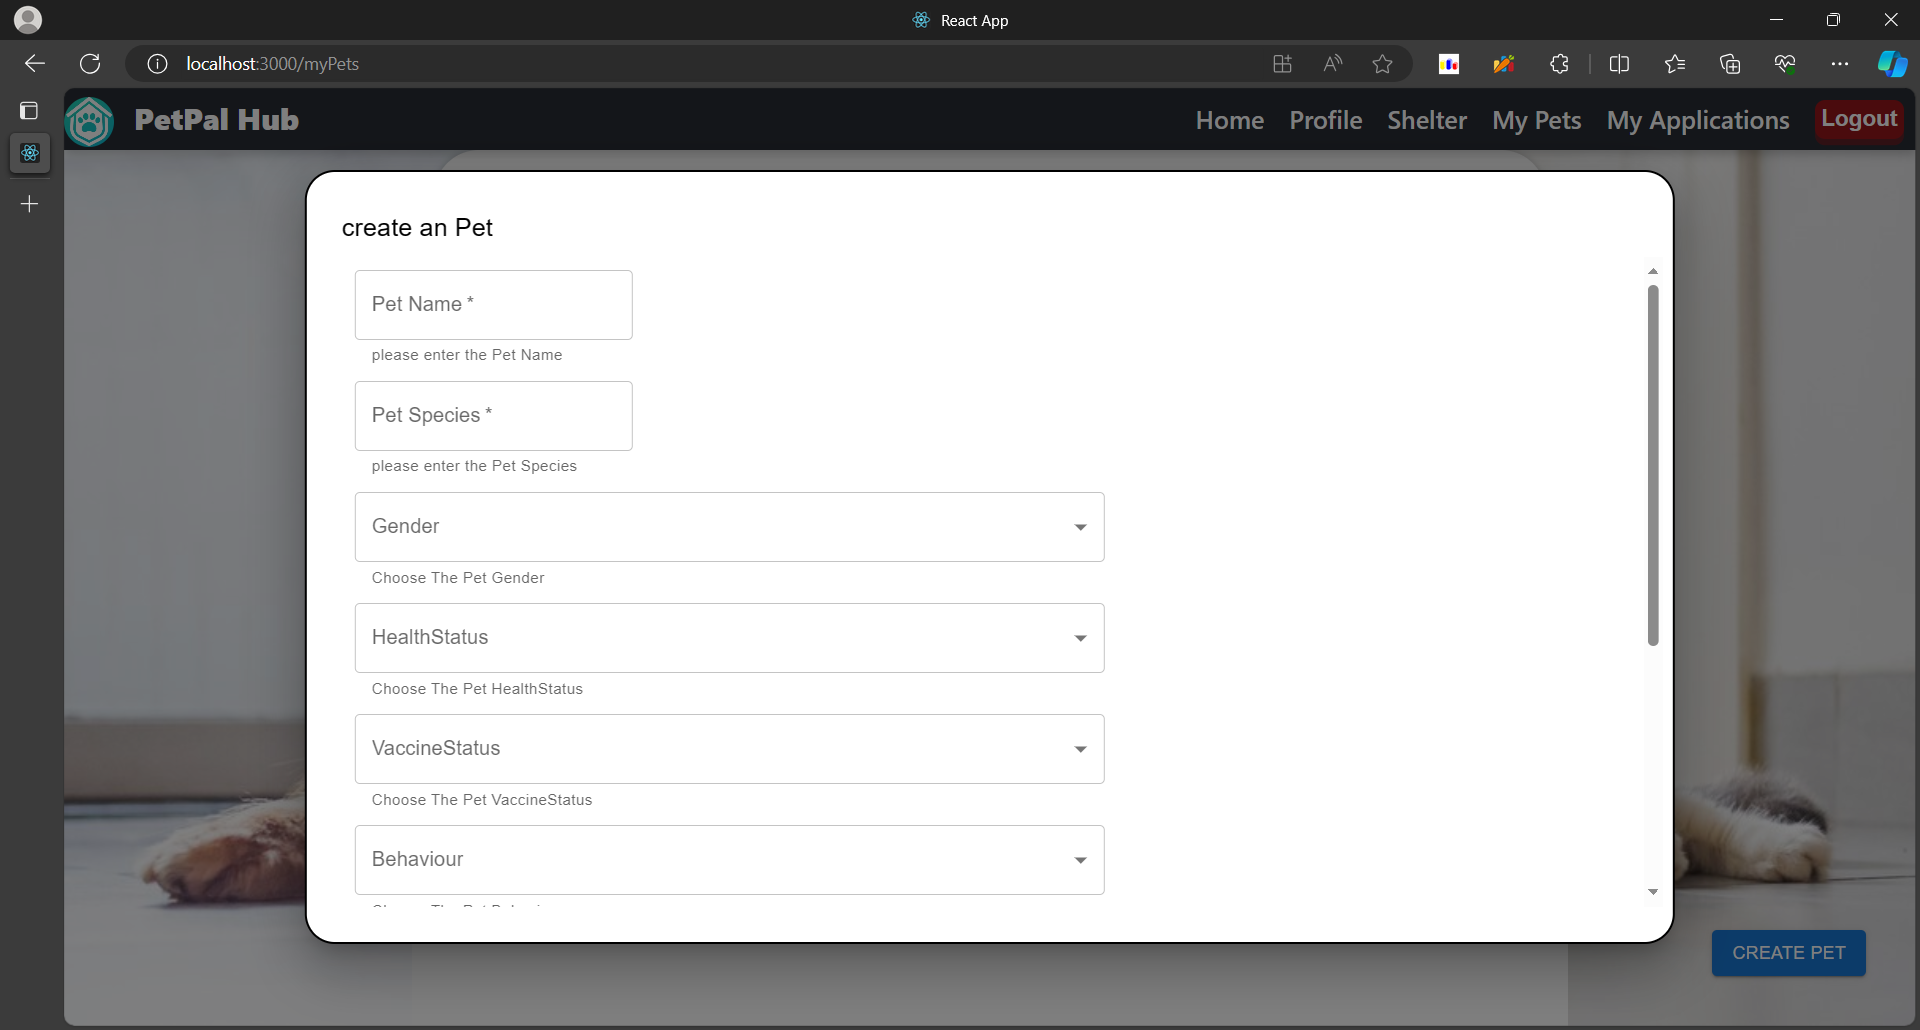 React App
localhost:3000/myPets
PetPal Hub
Home Profile Shelter My Pets My Applications Logout
create an Pet
Pet Name *
please enter the Pet Name
Pet Species *
please enter the Pet Species
Gender
Choose The Pet Gender
HealthStatus
Choose The Pet HealthStatus
VaccineStatus
Choose The Pet VaccineStatus
Behaviour
CREATE PET